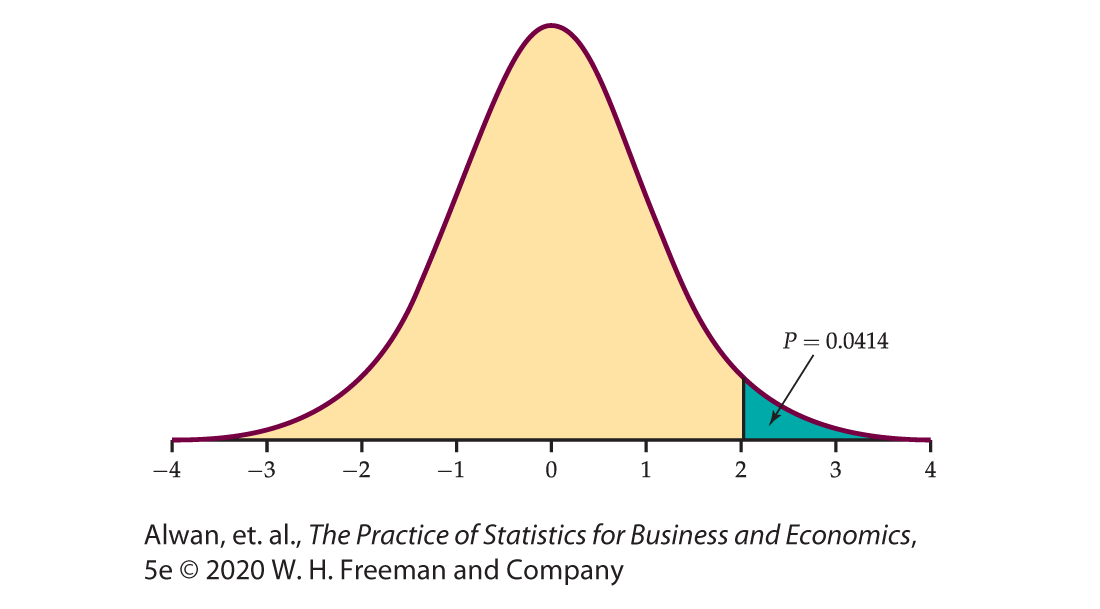 P = 0.0414
−4 −3 −2 −1 0 1 2 3 4
Alwan, et. al., The Practice of Statistics for Business and Economics,
5e © 2020 W. H. Freeman and Company